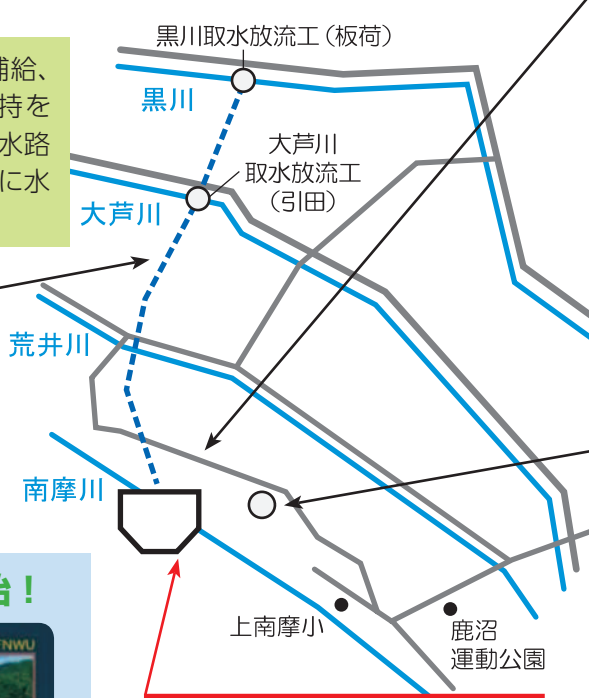 黒川取水放流工（板荷）
補給、
持を
水路
に水
黒川
大芦川
取水放流工
（引田）
大芦川
荒井川
南摩川
上南摩小
鹿沼
運動公園
台！
NWU